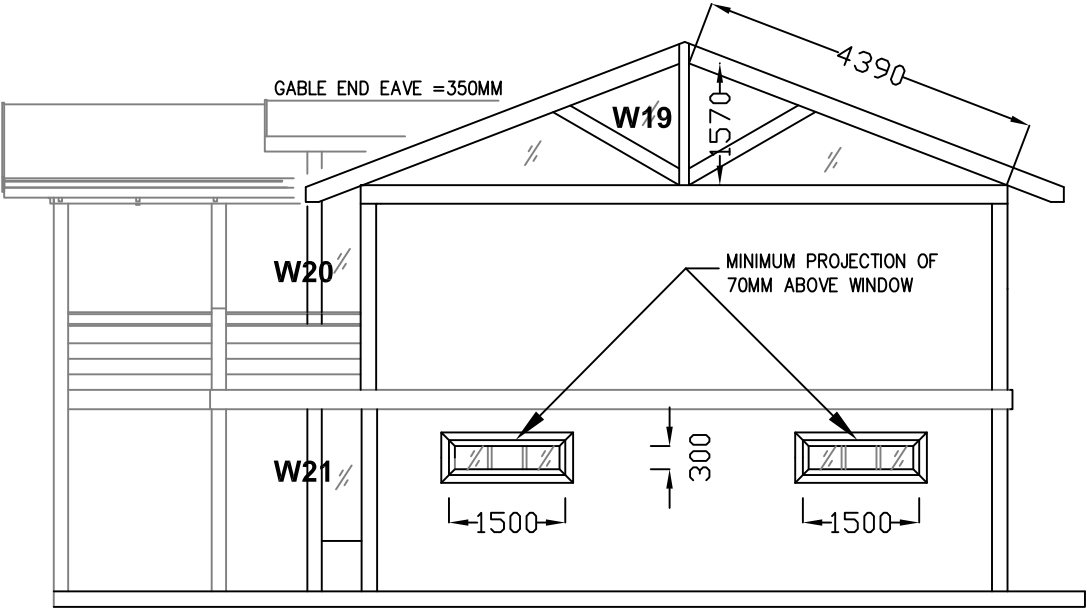 4390
GABLE END EAVE =350MM
W19
1570
W20
MINIMUM PROJECTION OF
70MM ABOVE WINDOW
W21
300
1500
1500